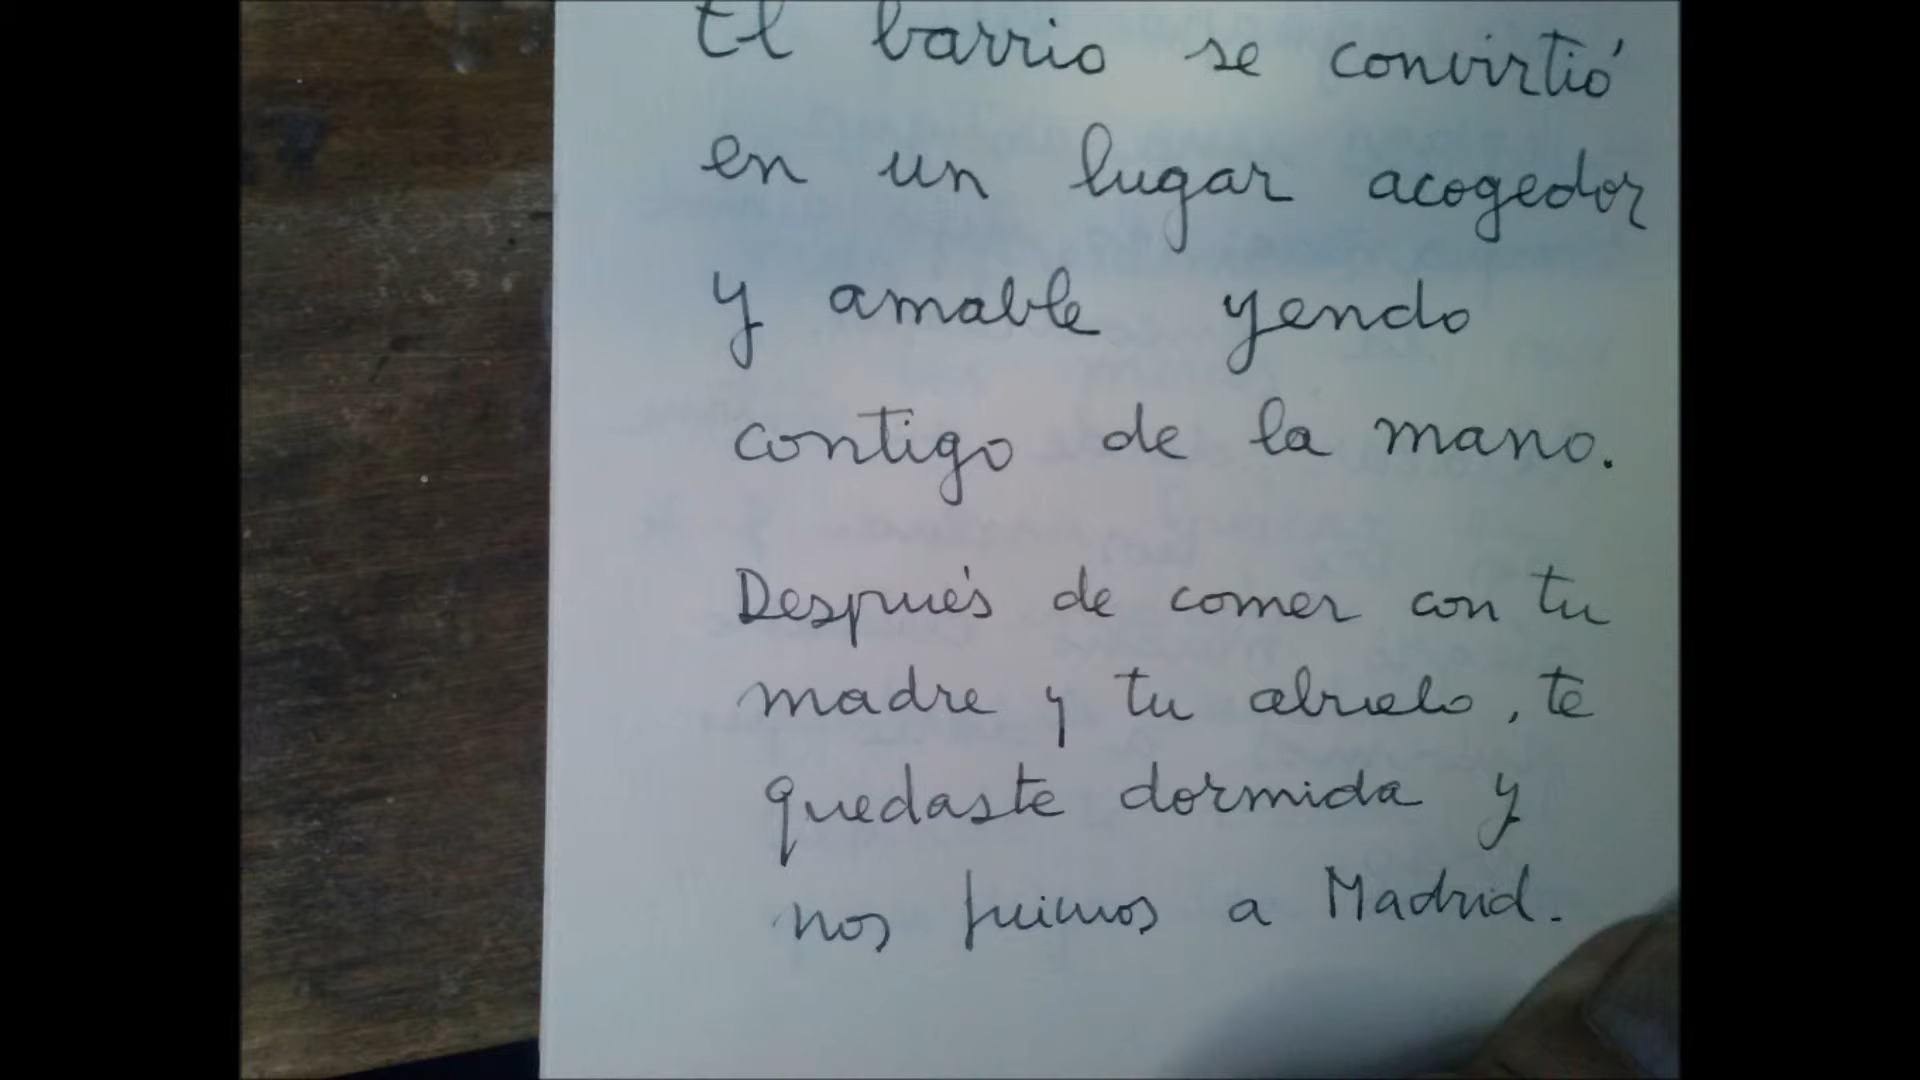 El barrio se convirtió
en un lugar acogedor
y amable yendo
contigo de la mano.
Después de comer con tu
madre y tu abuelo, te
quedaste dormida y
nos fuimos a Madrid.